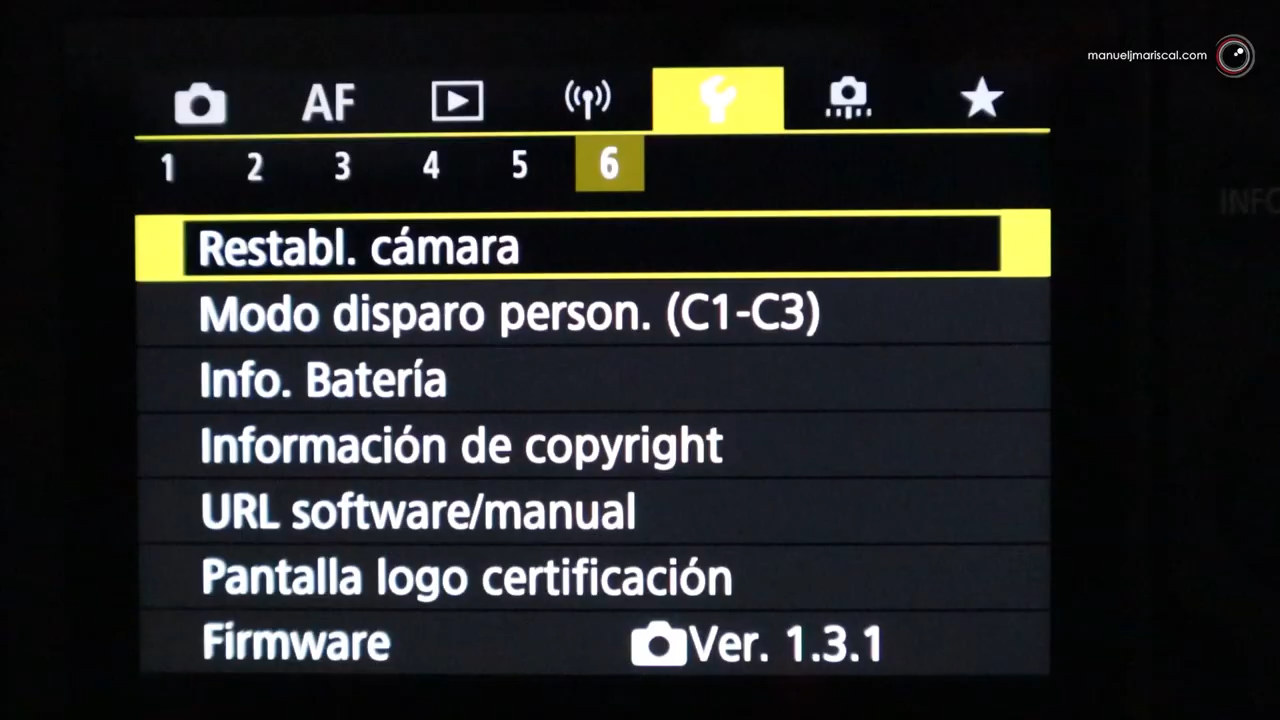 manueljmariscal.com
AF
1 2 3 4 5 6
INFO
Restabl. cámara
Modo disparo person. (C1-C3)
Info. Batería
Información de copyright
URL software/manual
Pantalla logo certificación
Firmware Ver. 1.3.1